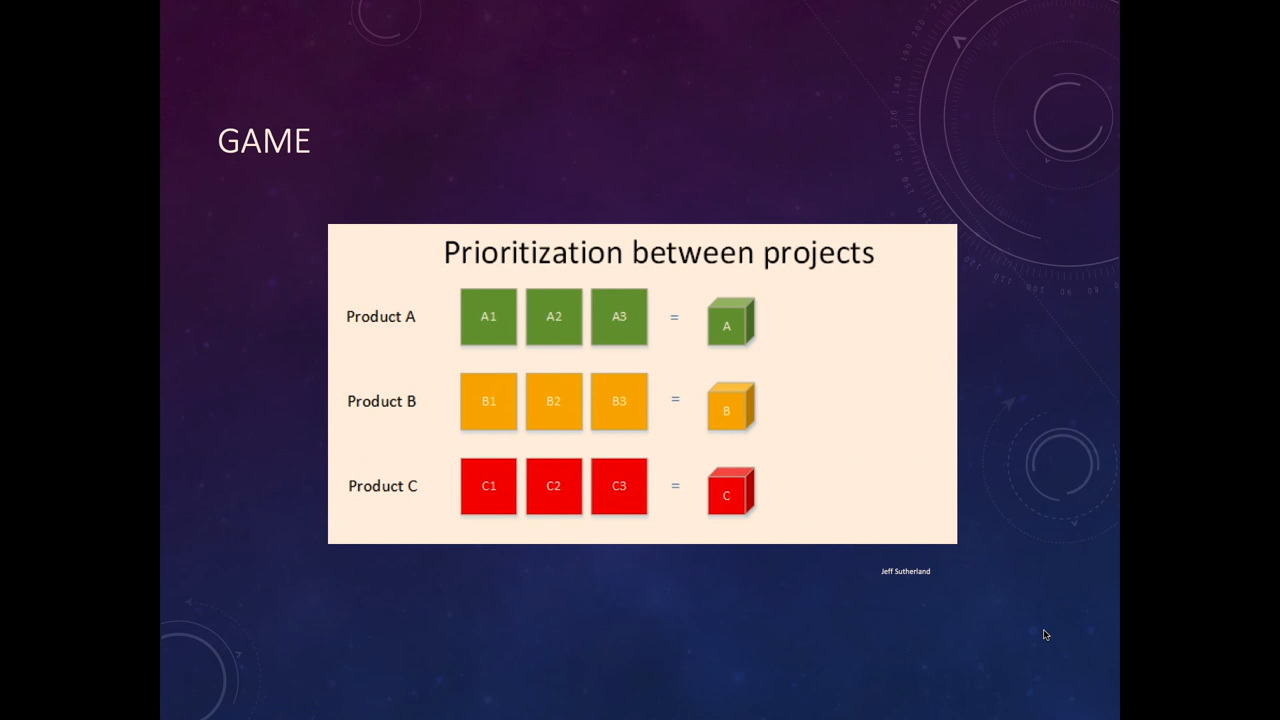 GAME
Prioritization between projects
Product A A1 A2 A3 = A
Product B B1 B2 B3 = B
Product C C1 C2 C3 = C
Jeff Sutherland